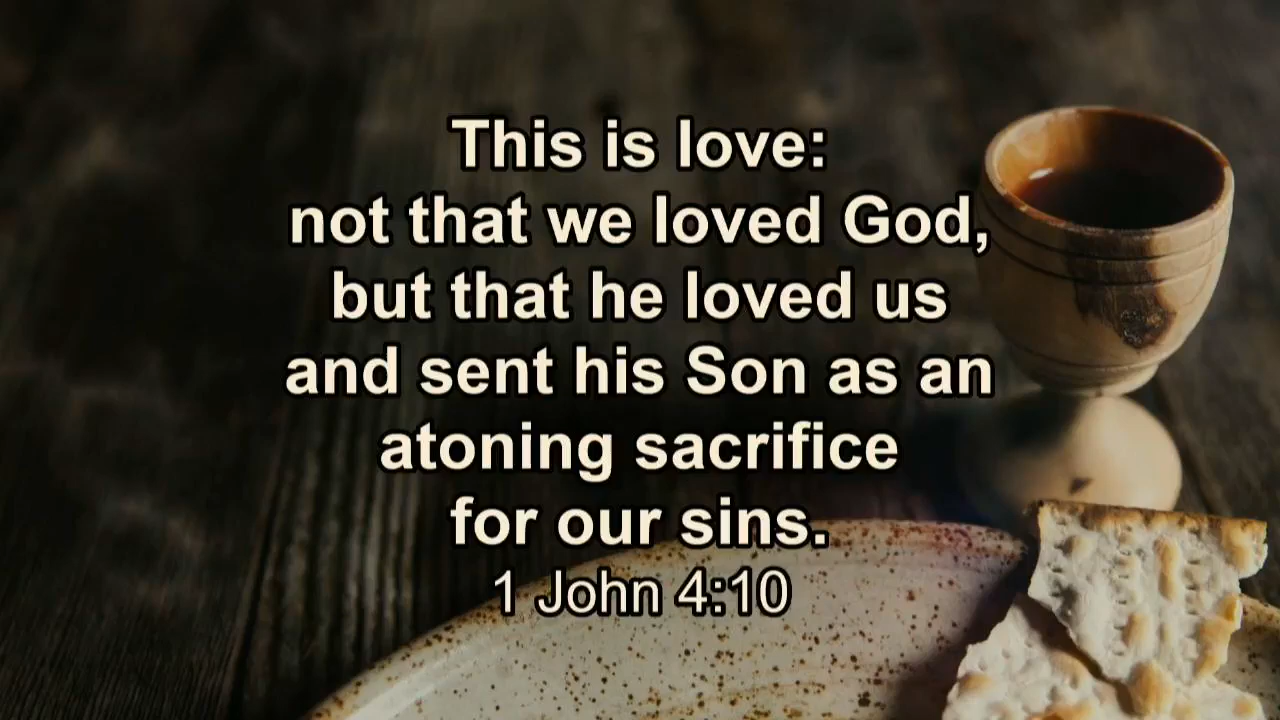 This is love:
not that we loved God,
but that he loved us
and sent his Son as an
atoning sacrifice
for our sins.
1 John 4:10